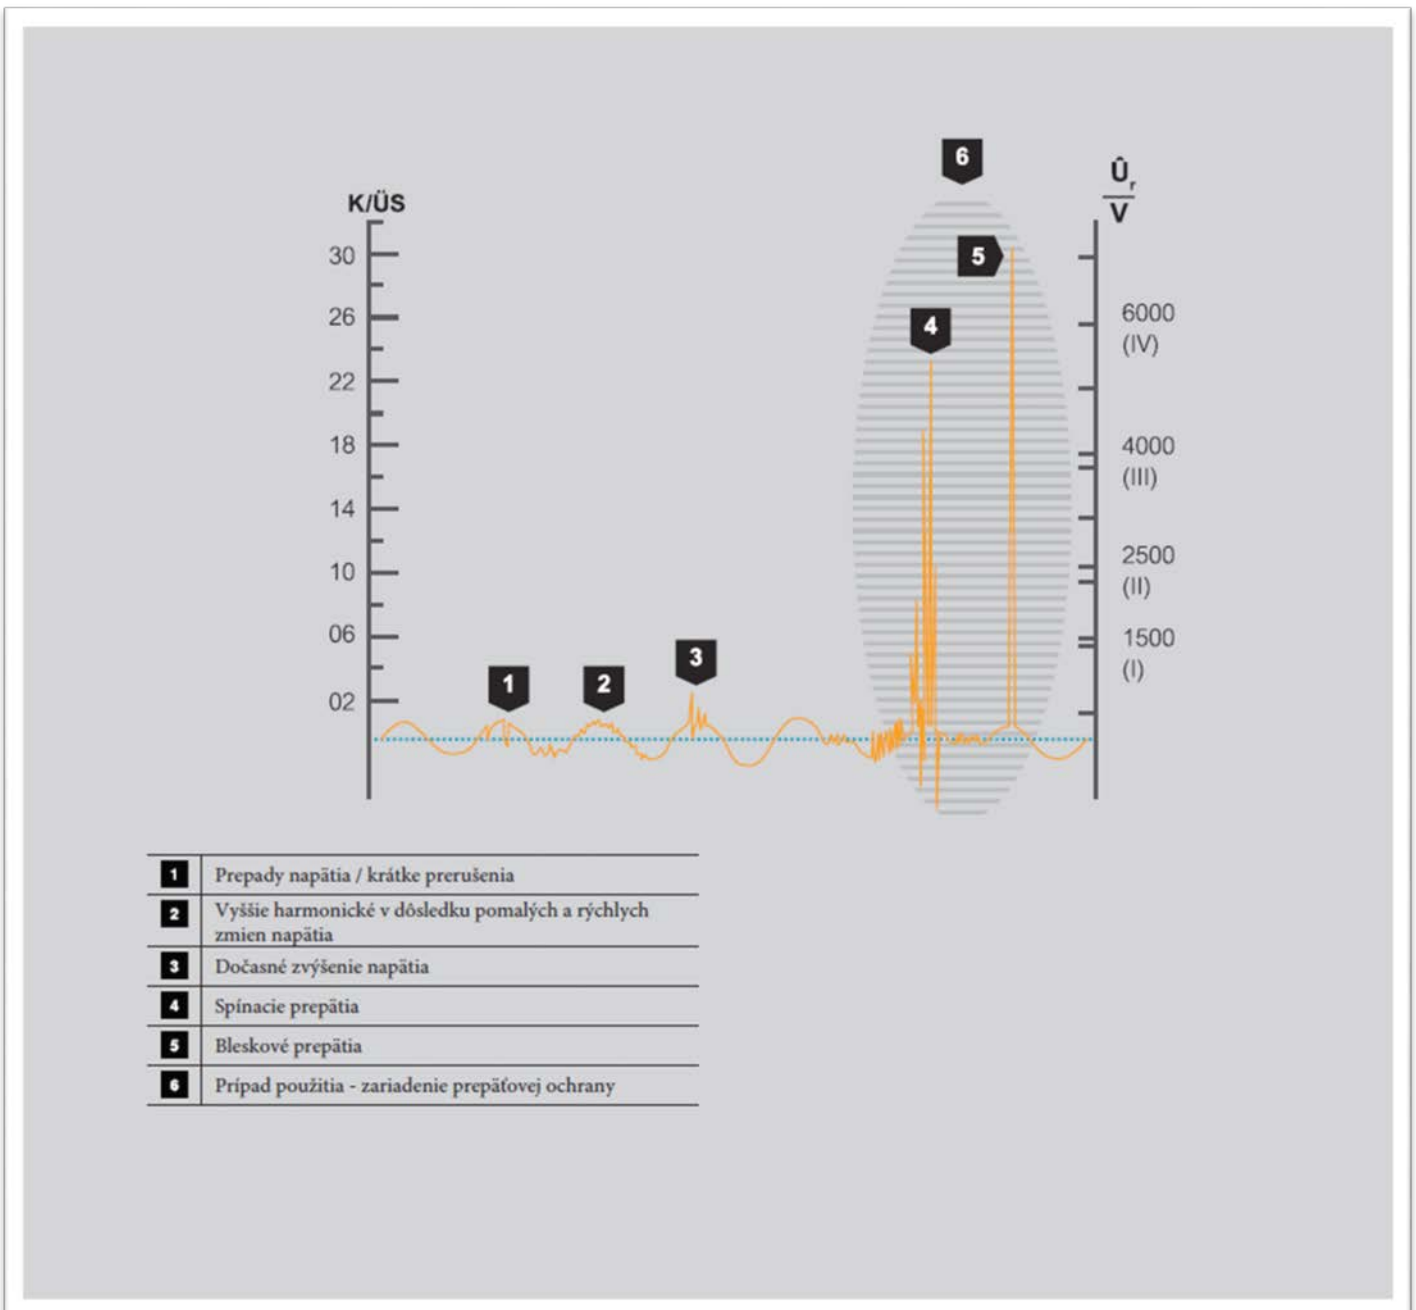 6
Ûr
V
K/ÜS
5
30
6000
26
4
(IV)
22
18
4000
(III)
14
2500
10
(II)
06
1500
3
(I)
1
2
02
1 Prepady napätia / krátke prerušenia
2 Vyššie harmonické v dôsledku pomalých a rýchlych
zmien napätia
3 Dočasné zvýšenie napätia
4 Spínacie prepätia
5 Bleskové prepätia
6 Prípad použitia - zariadenie prepäťovej ochrany